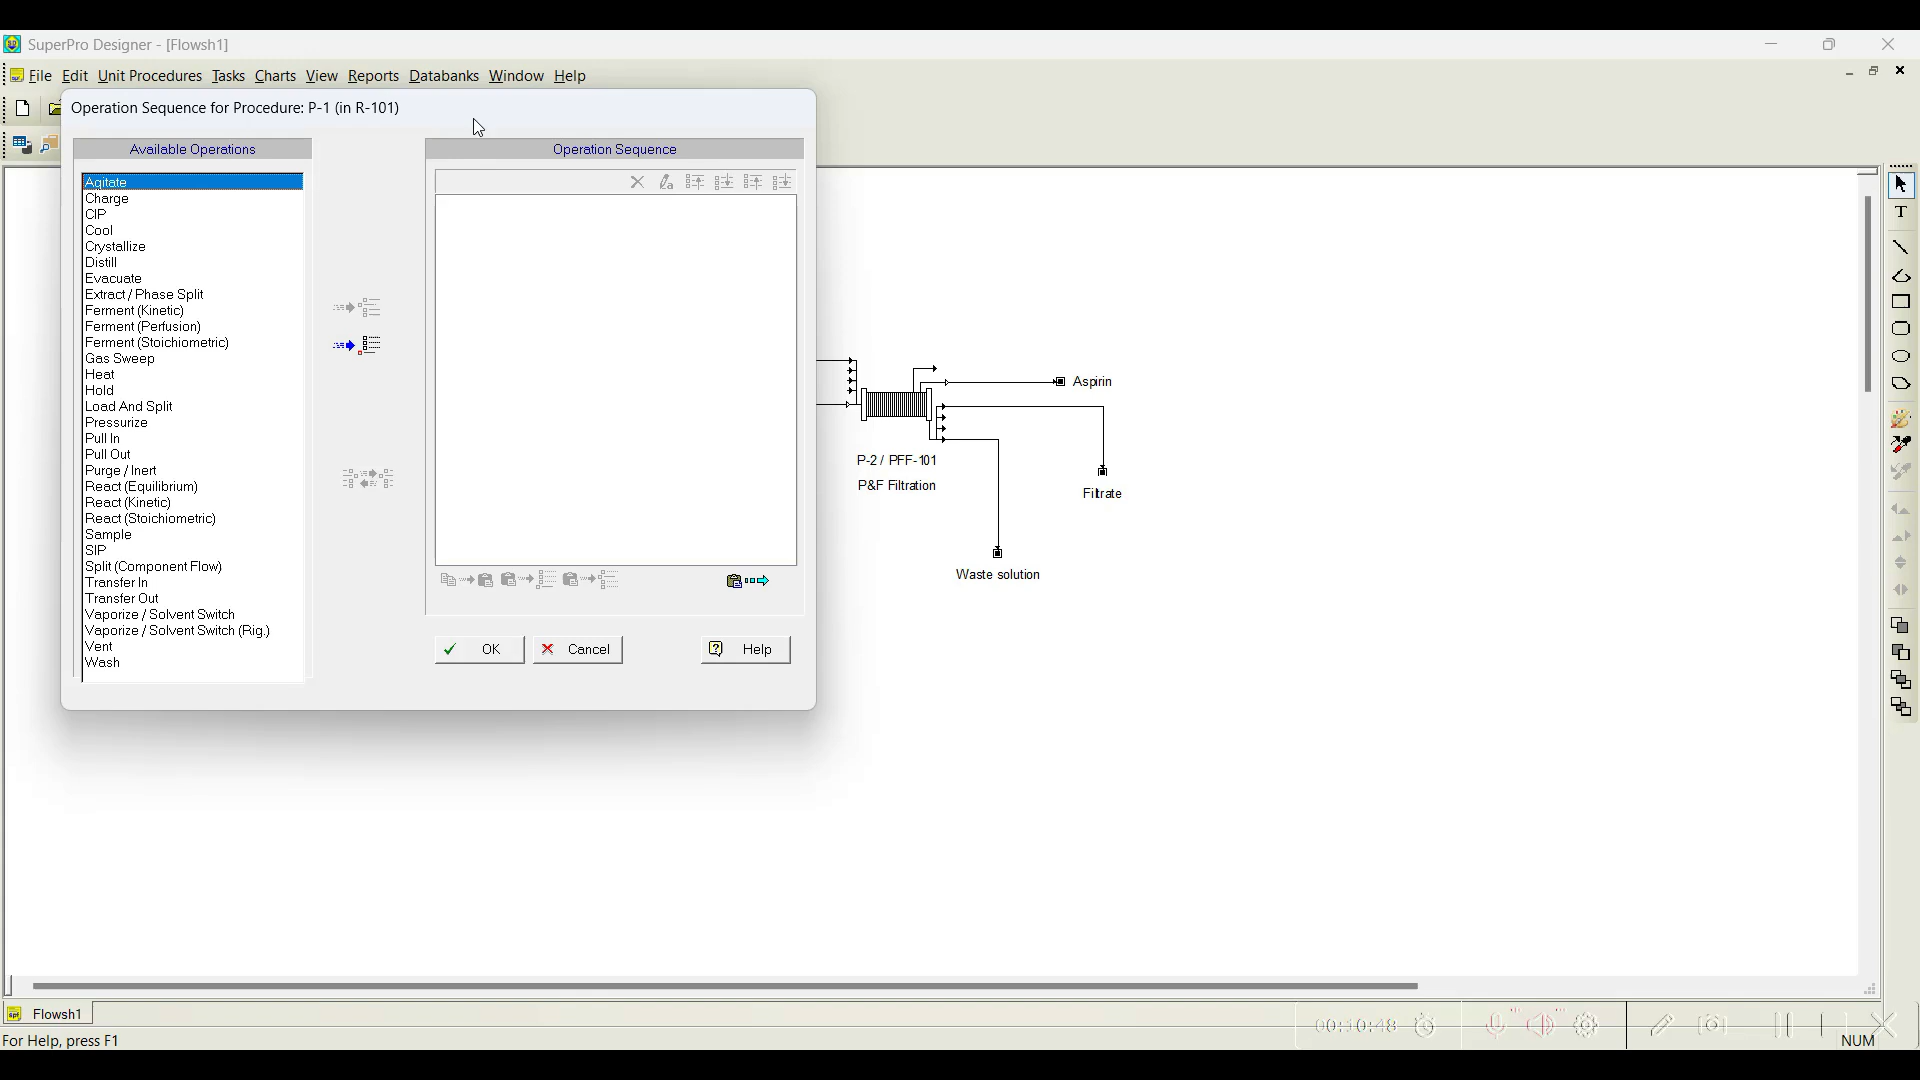 SuperPro Designer - [Flowsh1]
File Edit Unit Procedures Tasks Charts View Reports Databanks Window Help
Operation Sequence for Procedure: P-1 (in R-101)
Available Operations
Agitate
Charge
CIP
Cool
Crystallize
Distill
Evacuate
Extract / Phase Split
Ferment (Kinetic)
Ferment (Perfusion)
Ferment (Stoichiometric)
Gas Sweep
Heat
Hold
Load And Split
Pressurize
Pull In
Pull Out
Purge / Inert
React (Equilibrium)
React (Kinetic)
React (Stoichiometric)
Sample
SIP
Split (Component Flow)
Transfer In
Transfer Out
Vaporize / Solvent Switch
Vaporize / Solvent Switch (Rig.)
Vent
Wash
Operation Sequence
OK
Cancel
Help
Aspirin
P-2 / PFF-101
P&F Filtration
Filtrate
Waste solution
T
Flowsh1
00:10:48
For Help, press F1
NUM